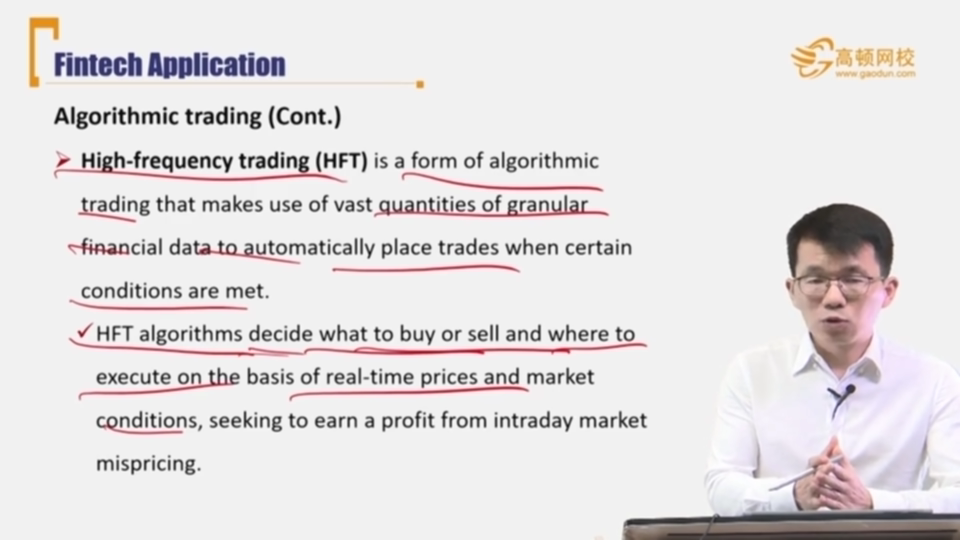 Fintech Application
高顿网校
www.gaodun.com
Algorithmic trading (Cont.)
High-frequency trading (HFT) is a form of algorithmic
trading that makes use of vast quantities of granular
financial data to automatically place trades when certain
conditions are met.
HFT algorithms decide what to buy or sell and where to
execute on the basis of real-time prices and market
conditions, seeking to earn a profit from intraday market
mispricing.